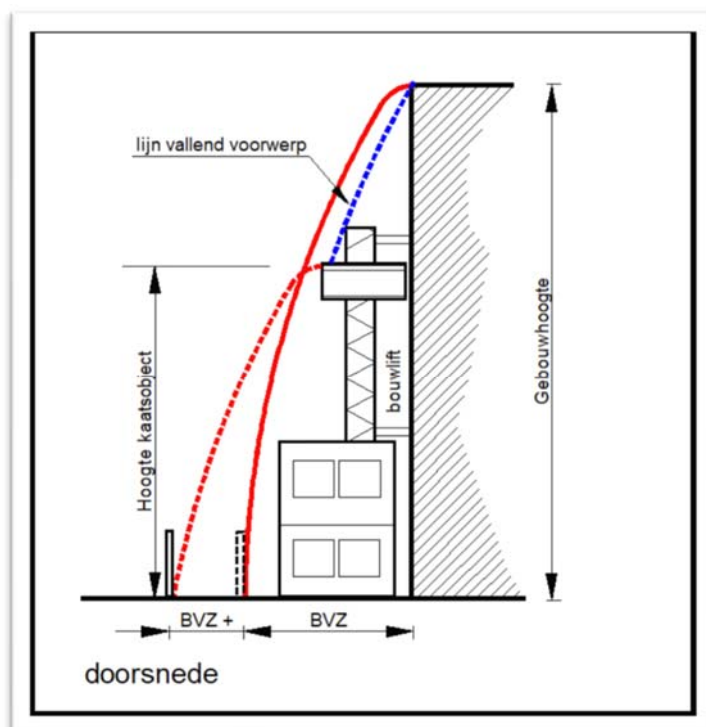 lijn vallend voorwerp
Hoogte kaatsobject
bouwlift
Gebouwhoogte
BVZ +
BVZ
doorsnede